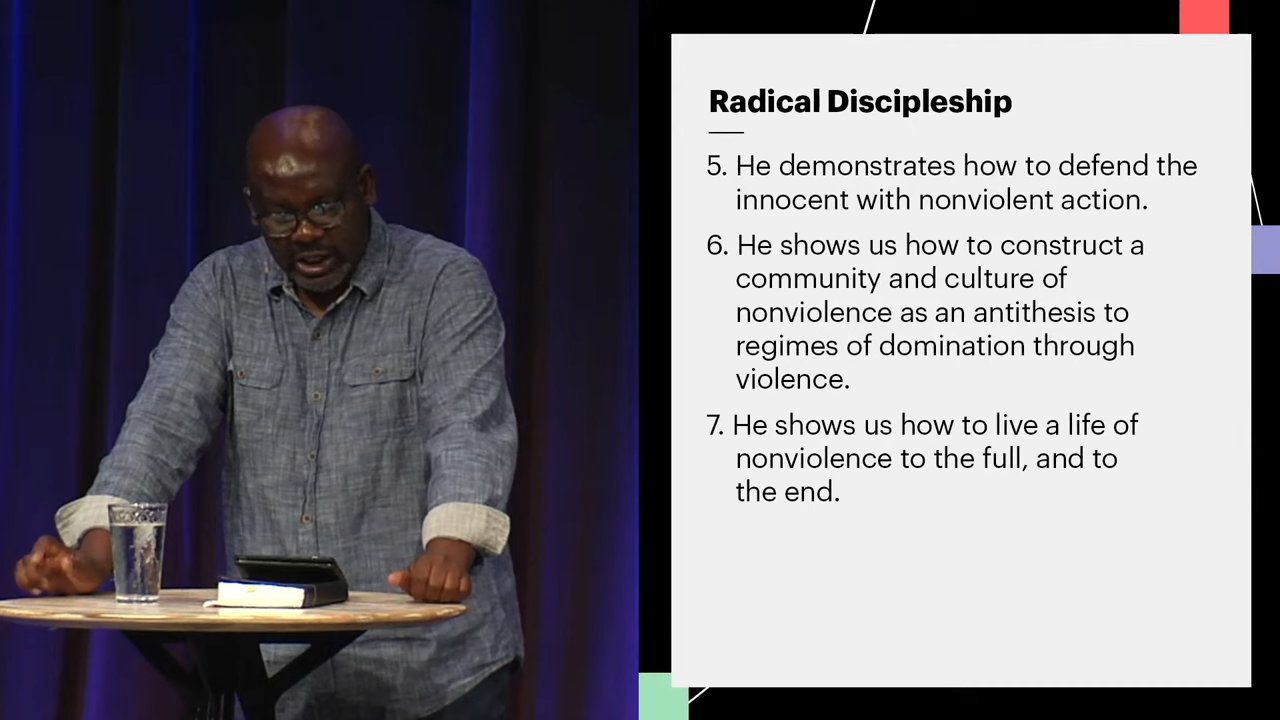 Radical Discipleship
5. He demonstrates how to defend the
innocent with nonviolent action.
6. He shows us how to construct a
community and culture of
nonviolence as an antithesis to
regimes of domination through
violence.
7. He shows us how to live a life of
nonviolence to the full, and to
the end.